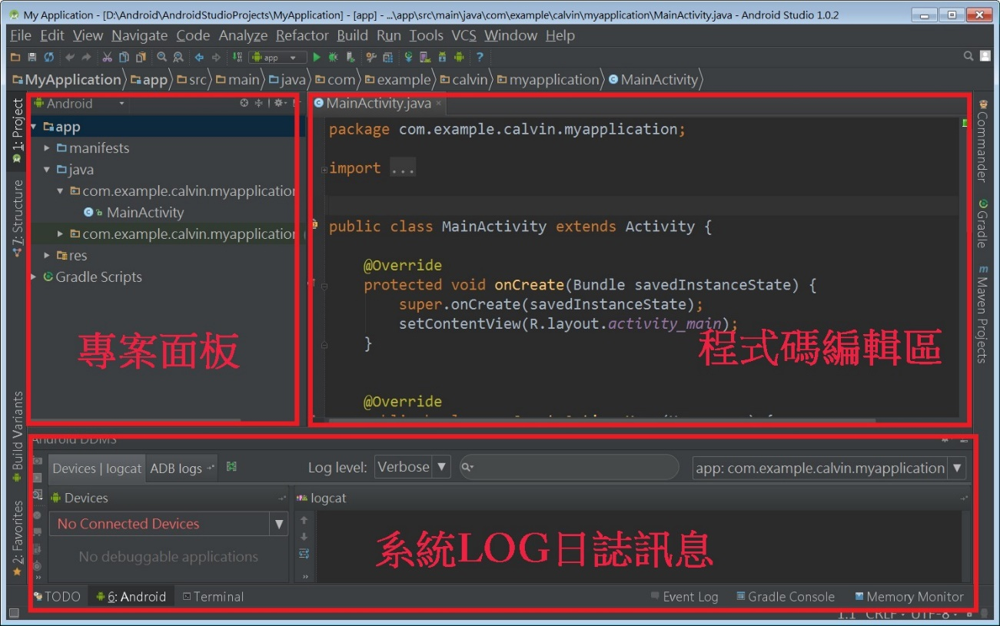 My Application - [D:\Android\AndroidStudioProjects\MyApplication] - [app] - ...\app\src\main\java\com\example\calvin\myapplication\MainActivity.java - Android Studio 1.0.2
File Edit View Navigate Code Analyze Refactor Build Run Tools VCS Window Help
app
MyApplication app src main java com example calvin myapplication MainActivity
1: Project
7: Structure
Build Variants
2: Favorites
Android
app
manifests
java
com.example.calvin.myapplication
MainActivity
com.example.calvin.myapplication (
res
Gradle Scripts
專案面板
MainActivity.java
package com.example.calvin.myapplication;
import ...
public class MainActivity extends Activity {
@Override
protected void onCreate(Bundle savedInstanceState) {
super.onCreate(savedInstanceState);
setContentView(R.layout.activity_main);
}
@Override
程式碼編輯區
Commander
Gradle
Maven Projects
Android DDMS
Devices | logcat ADB logs Log level: Verbose app: com.example.calvin.myapplication
Devices logcat
No Connected Devices
No debuggable applications
系統LOG日誌訊息
TODO 6: Android Terminal Event Log Gradle Console Memory Monitor
1:1 CRLF UTF-8